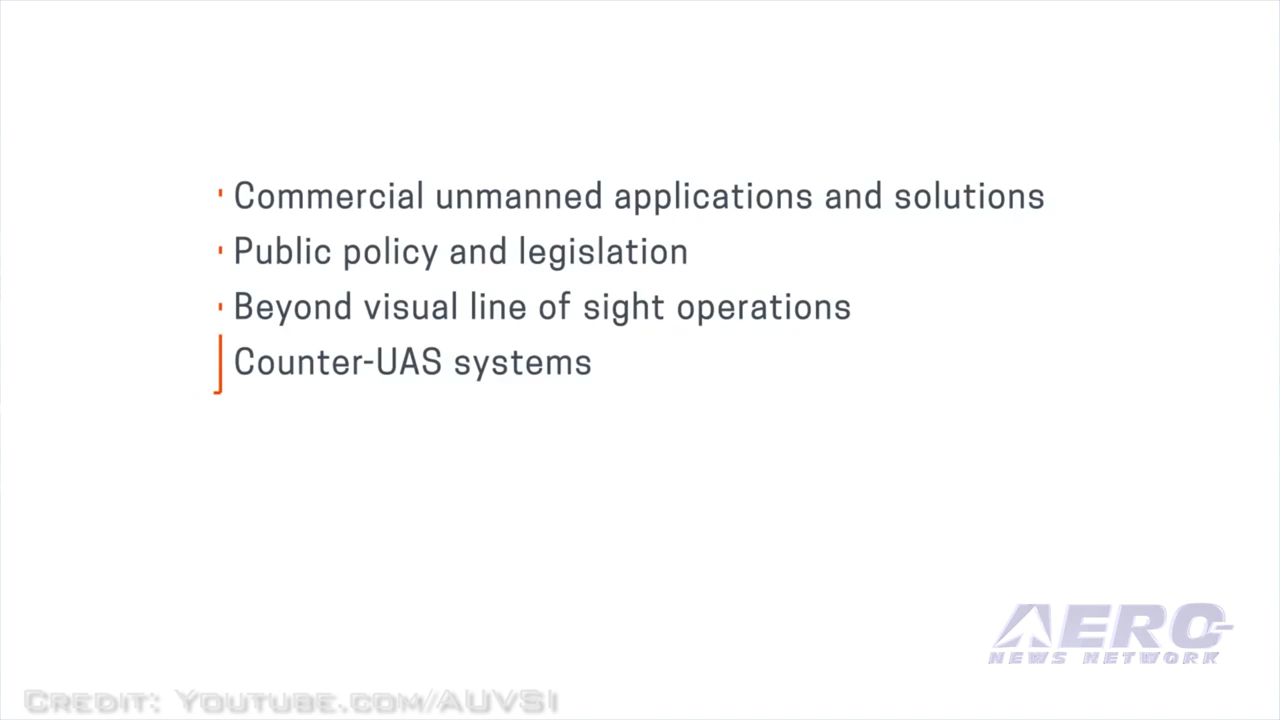 Commercial unmanned applications and solutions
Public policy and legislation
Beyond visual line of sight operations
Counter-UAS systems
AERO
NEWS NETWORK
Credit: Youtube.com/AUVSI